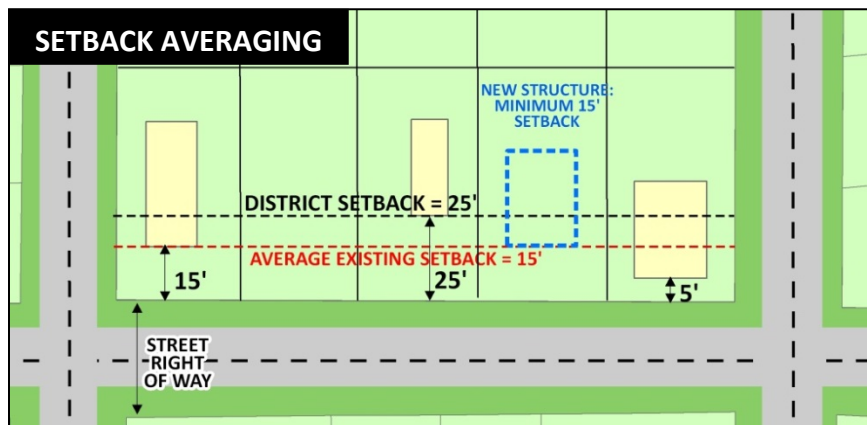 SETBACK AVERAGING
NEW STRUCTURE:
MINIMUM 15'
SETBACK
DISTRICT SETBACK = 25'
AVERAGE EXISTING SETBACK = 15'
15'
25'
5'
STREET
RIGHT
OF WAY